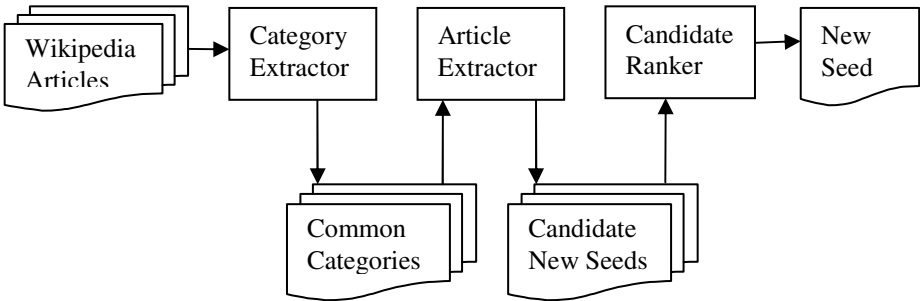 Wikipedia
Articles
Category
Extractor
Article
Extractor
Candidate
Ranker
New
Seed
Common
Categories
Candidate
New Seeds